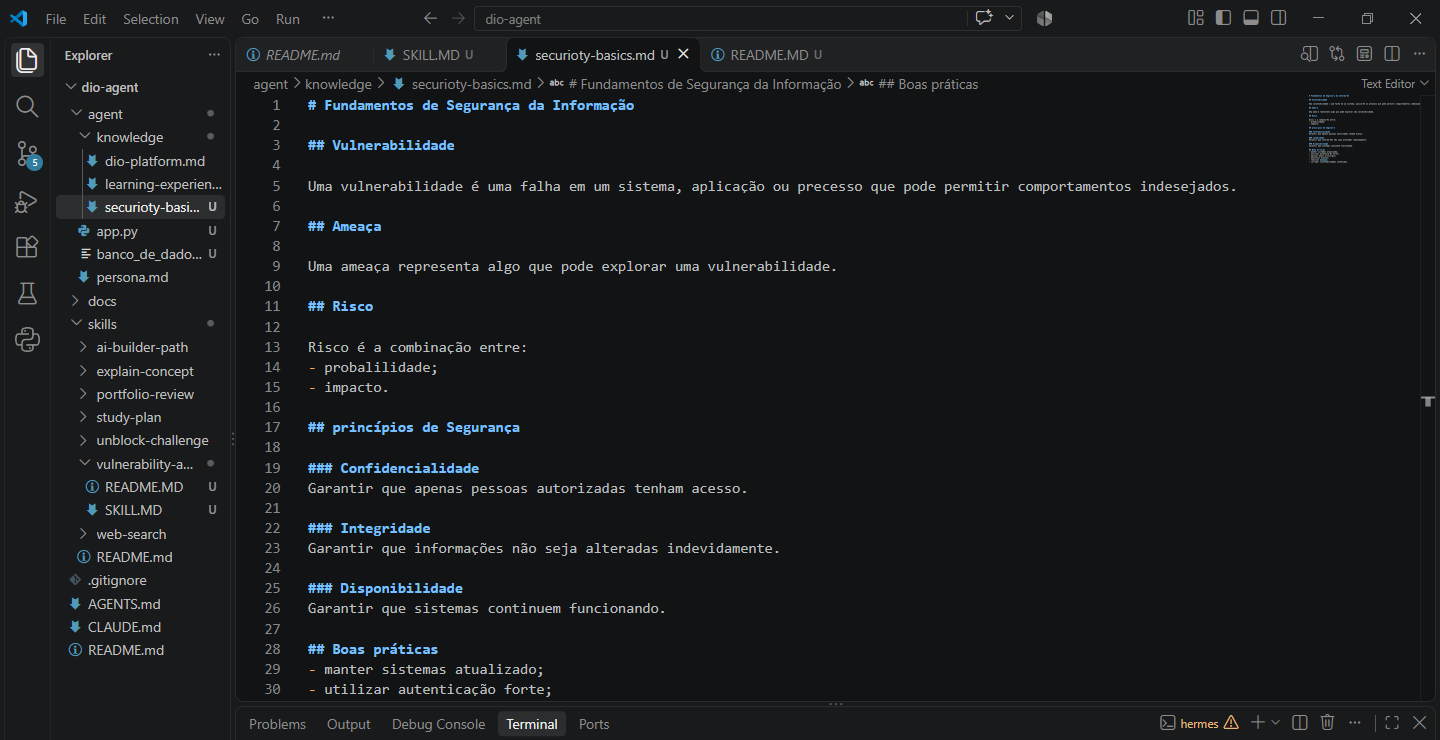 File Edit Selection View Go Run ···
dio-agent
Explorer ···
README.md
SKILL.MD U
securioty-basics.md U
README.MD U
dio-agent
agent
knowledge
dio-platform.md
learning-experien...
securioty-basi... U
app.py U
banco_de_dado... U
persona.md
docs
skills
ai-builder-path
explain-concept
portfolio-review
study-plan
unblock-challenge
vulnerability-a...
README.MD U
SKILL.MD U
web-search
README.md
.gitignore
AGENTS.md
CLAUDE.md
README.md
5
agent > knowledge > securioty-basics.md > abc # Fundamentos de Segurança da Informação > abc ## Boas práticas
Text Editor
1 # Fundamentos de Segurança da Informação
2
3 ## Vulnerabilidade
4
5 Uma vulnerabilidade é uma falha em um sistema, aplicação ou precesso que pode permitir comportamentos indesejados.
6
7 ## Ameaça
8
9 Uma ameaça representa algo que pode explorar uma vulnerabilidade.
10
11 ## Risco
12
13 Risco é a combinação entre:
14 - probalilidade;
15 - impacto.
16
17 ## princípios de Segurança
18
19 ### Confidencialidade
20 Garantir que apenas pessoas autorizadas tenham acesso.
21
22 ### Integridade
23 Garantir que informações não seja alteradas indevidamente.
24
25 ### Disponibilidade
26 Garantir que sistemas continuem funcionando.
27
28 ## Boas práticas
29 - manter sistemas atualizado;
30 - utilizar autenticação forte;
Problems Output Debug Console Terminal Ports
hermes